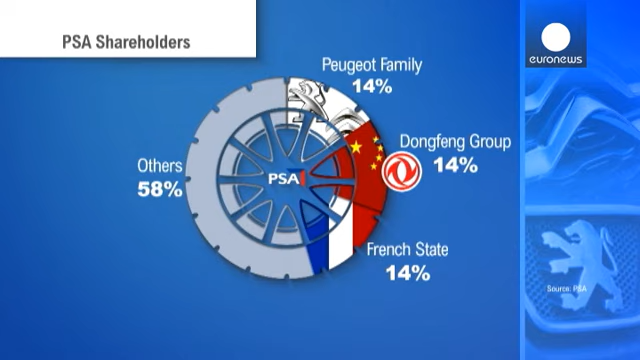 PSA Shareholders
euronews
Peugeot Family
14%
Dongfeng Group
14%
Others
58%
PSA
French State
14%
Source: PSA